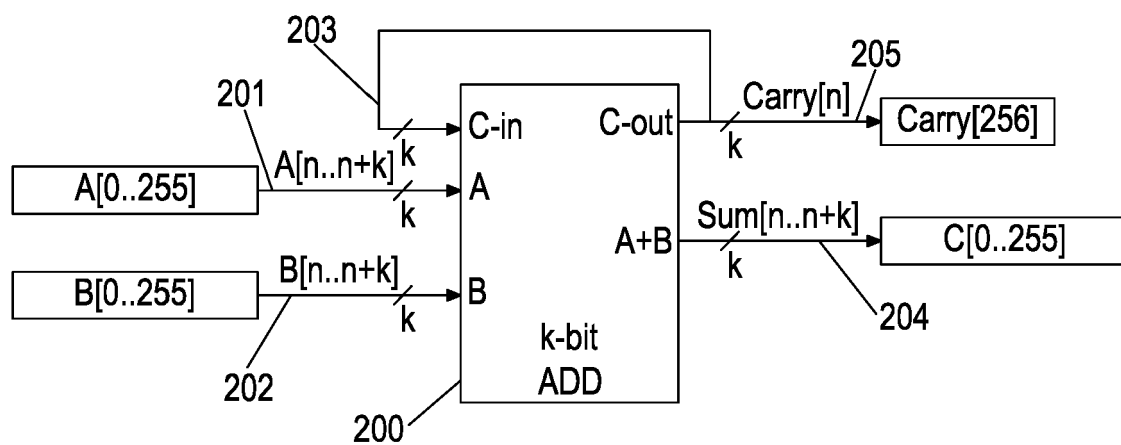 203
205
201
C-in
C-out
Carry[n]
Carry[256]
k
k
A[n..n+k]
A[0..255]
A
k
Sum[n..n+k]
A+B
C[0..255]
k
B[n..n+k]
B[0..255]
B
k
204
k-bit
ADD
202
200